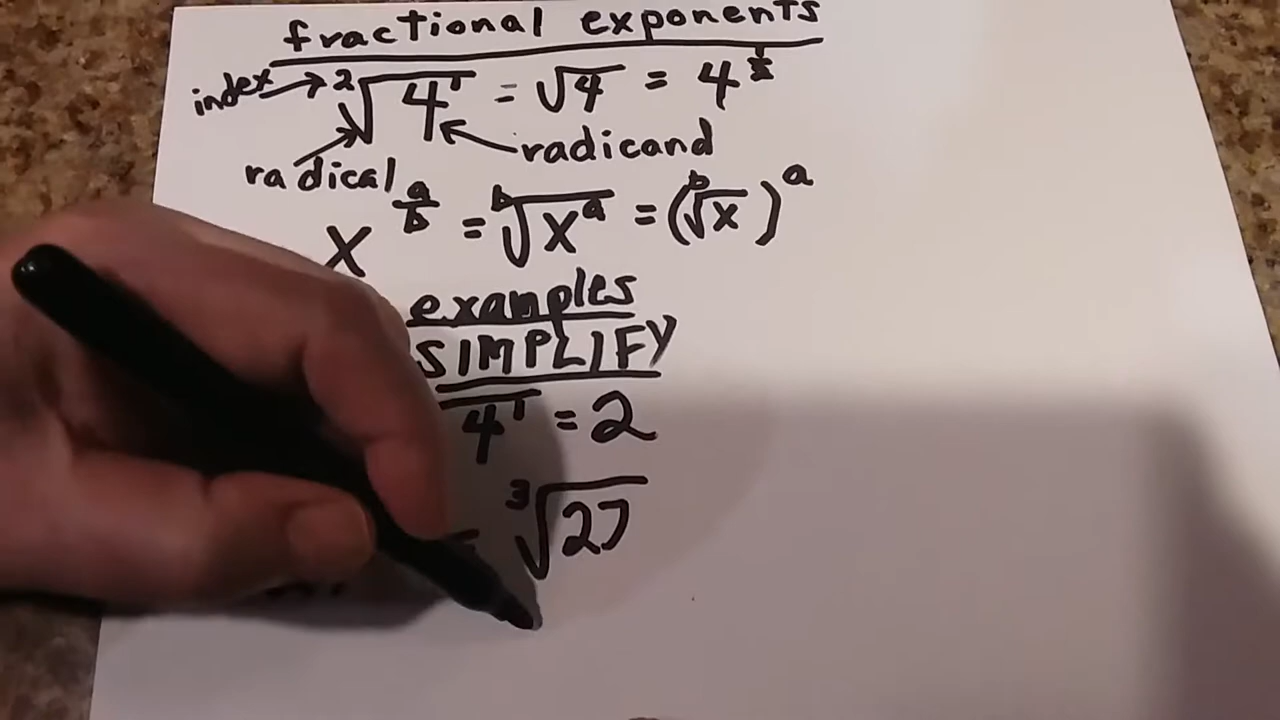 fractional exponents
index → ²√4¹ = √4 = 4^½
radical radicand
x^(a/b) = ᵇ√xᵃ = (ᵇ√x)ᵃ
examples
SIMPLIFY
4¹ = 2
= ³√27